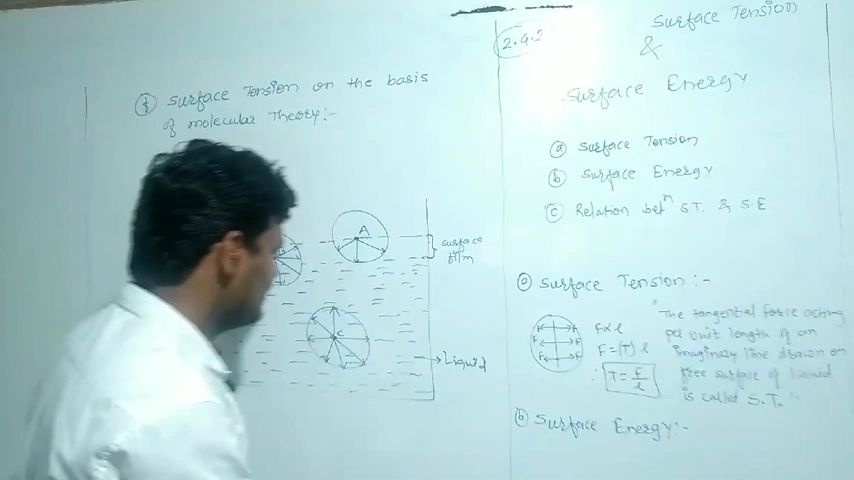 ① Surface Tension on the basis
of molecular Theory:-
A
B
C
surface
film
Liquid
2.4.2
Surface Tension
&
Surface Energy
ⓐ Surface Tension
ⓑ Surface Energy
ⓒ Relation betⁿ S.T. & S.E.
ⓐ Surface Tension :-
F F
F F
F F
F ∝ l
F = (T) l
∴ T = F/l
"The tangental Force acting
per unit length of an
imaginary line drawn on
free surface of Liquid
is called S.T."
ⓑ Surface Energy:-